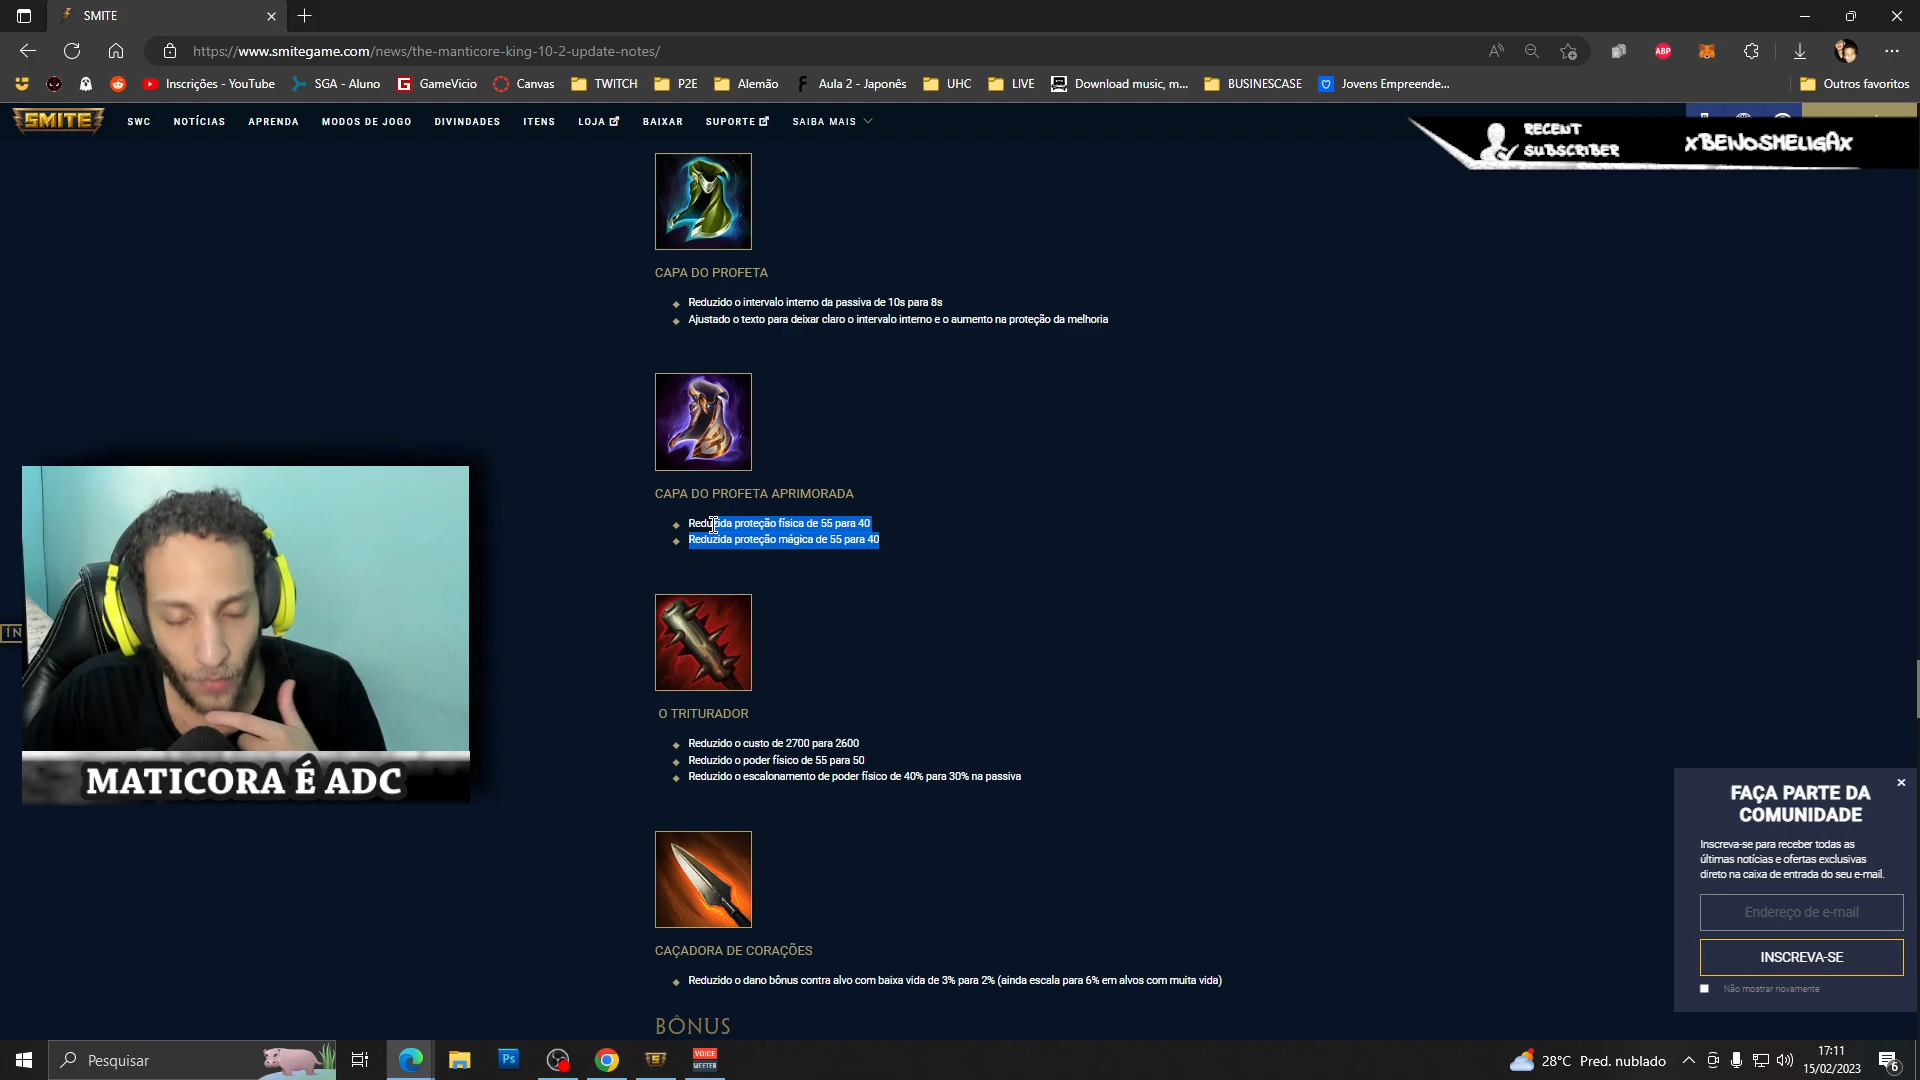 SMITE
https://www.smitegame.com/news/the-manticore-king-10-2-update-notes/
ABP
Inscrições - YouTube
SGA - Aluno
GameVicio
Canvas
TWITCH
P2E
Alemão
Aula 2 - Japonês
UHC
LIVE
Download music, m...
BUSINESCASE
Jovens Empreende...
Outros favoritos
SMITE
SWC
NOTÍCIAS
APRENDA
MODOS DE JOGO
DIVINDADES
ITENS
LOJA
BAIXAR
SUPORTE
SAIBA MAIS
RECENT
SUBSCRIBER
xBEIJOSMELIGAx
CAPA DO PROFETA
Reduzido o intervalo interno da passiva de 10s para 8s
Ajustado o texto para deixar claro o intervalo interno e o aumento na proteção da melhoria
CAPA DO PROFETA APRIMORADA
Reduzida proteção física de 55 para 40
Reduzida proteção mágica de 55 para 40
IN
O TRITURADOR
Reduzido o custo de 2700 para 2600
Reduzido o poder físico de 55 para 50
Reduzido o escalonamento de poder físico de 40% para 30% na passiva
MATICORA É ADC
CAÇADORA DE CORAÇÕES
Reduzido o dano bônus contra alvo com baixa vida de 3% para 2% (ainda escala para 6% em alvos com muita vida)
BÔNUS
FAÇA PARTE DA
COMUNIDADE
Inscreva-se para receber todas as
últimas notícias e ofertas exclusivas
direto na caixa de entrada do seu e-mail.
Endereço de e-mail
INSCREVA-SE
Não mostrar novamente
Pesquisar
Ps
VOICE
MEETER
28°C Pred. nublado
17:11
15/02/2023
6